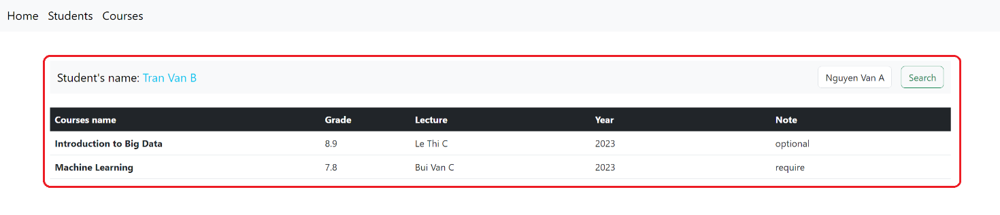 Home Students Courses
Student's name: Tran Van B Nguyen Van A Search
Courses name Grade Lecture Year Note
Introduction to Big Data 8.9 Le Thi C 2023 optional
Machine Learning 7.8 Bui Van C 2023 require